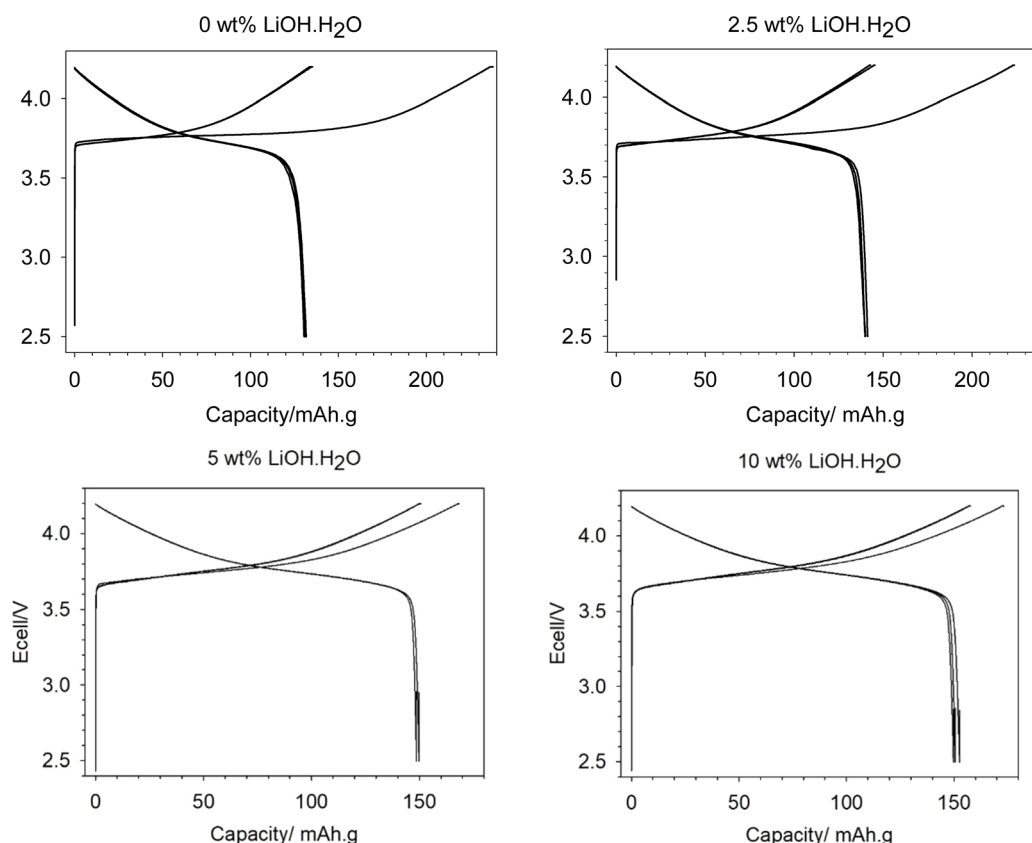 0 wt% LiOH.H₂O
4.0
3.5
3.0
2.5
0 50 100 150 200
Capacity/mAh.g
2.5 wt% LiOH.H₂O
4.0
3.5
3.0
2.5
0 50 100 150 200
Capacity/ mAh.g
5 wt% LiOH.H₂O
Ecell/V
4.0
3.5
3.0
2.5
0 50 100 150
Capacity/ mAh.g
10 wt% LiOH.H₂O
Ecell/V
4.0
3.5
3.0
2.5
0 50 100 150
Capacity/ mAh.g